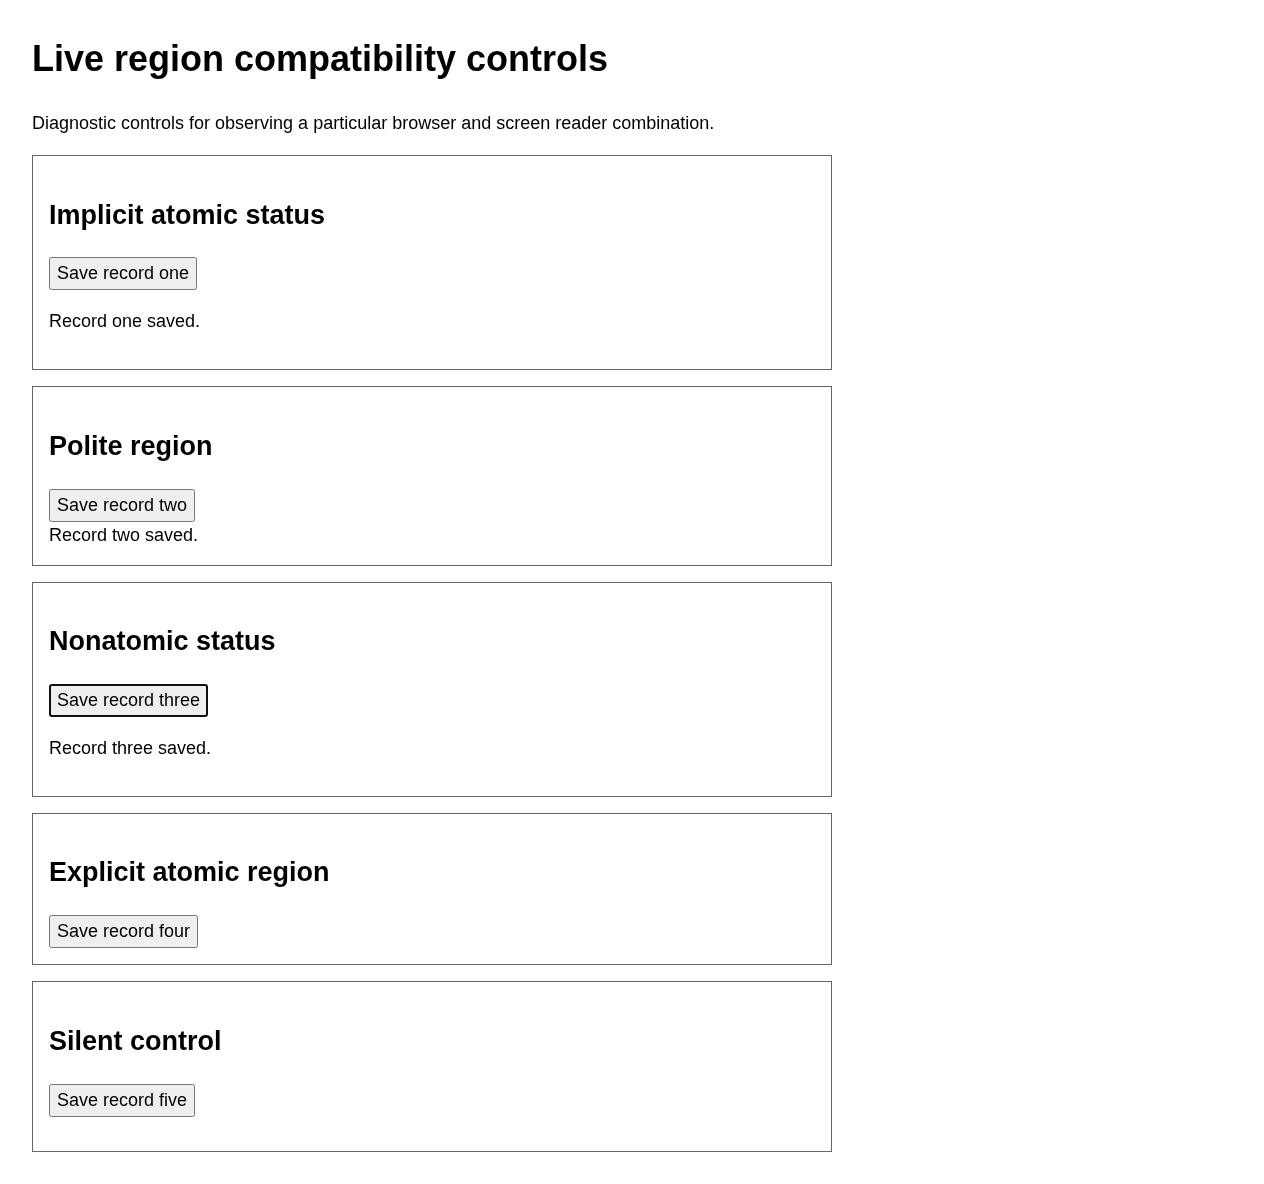 Live region compatibility controls
Diagnostic controls for observing a particular browser and screen reader combination.
Implicit atomic status
Save record one
Record one saved.
Polite region
Save record two
Record two saved.
Nonatomic status
Save record three
Record three saved.
Explicit atomic region
Save record four
Silent control
Save record five